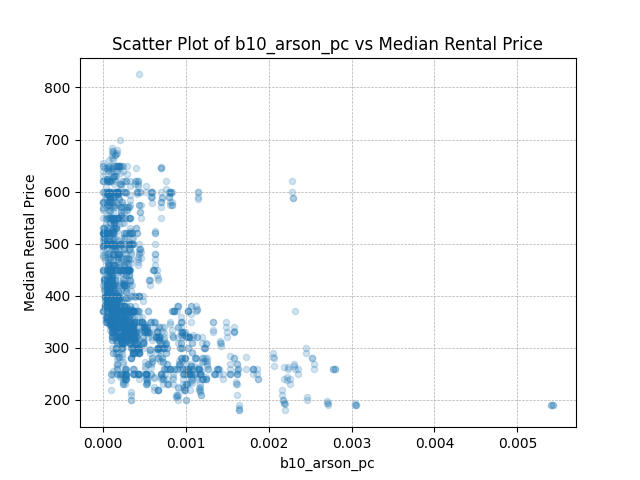 Scatter Plot of b10_arson_pc vs Median Rental Price
Median Rental Price
800
700
600
500
400
300
200
0.000 0.001 0.002 0.003 0.004 0.005
b10_arson_pc